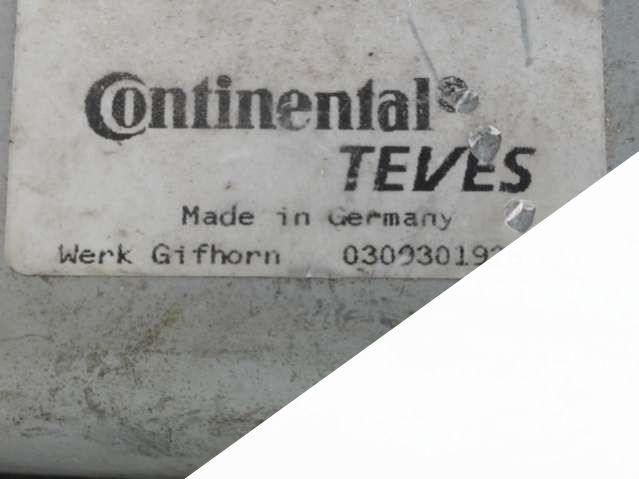 Continental
TEVES
Made in Germany
Werk Gifhorn